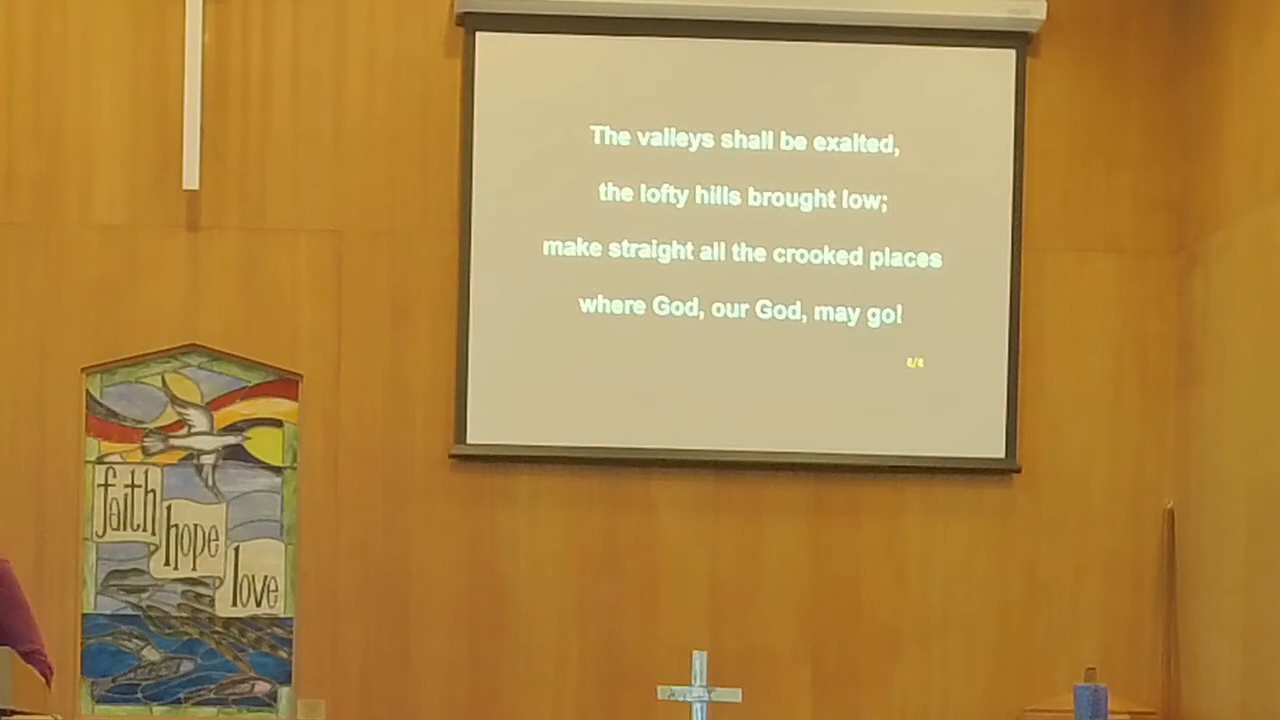 The valleys shall be exalted,
the lofty hills brought low;
make straight all the crooked places
where God, our God, may go!
faith
hope
love